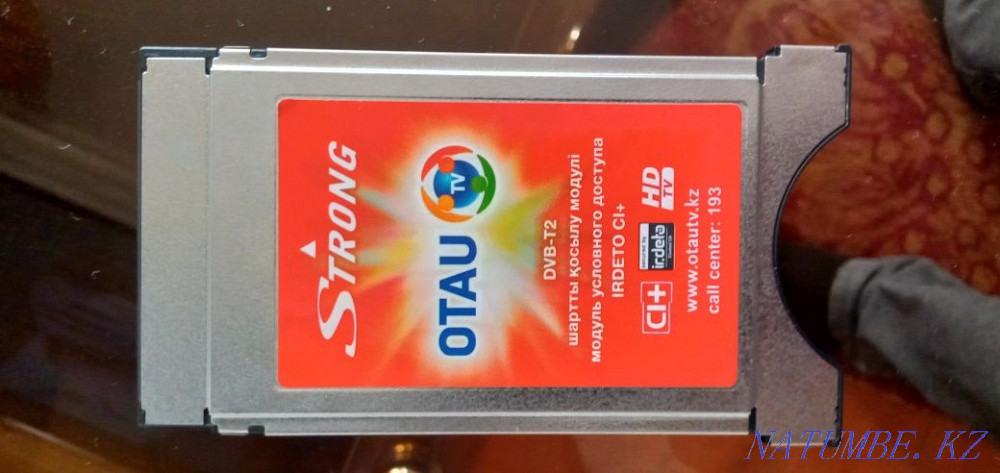 STRONG
OTAU TV
DVB-T2
шартты қосылу модулі
модуль условного доступа
IRDETO CI+
CI+ irdeto HD TV
www.otautv.kz
call center: 193
NATUMBE. KZ